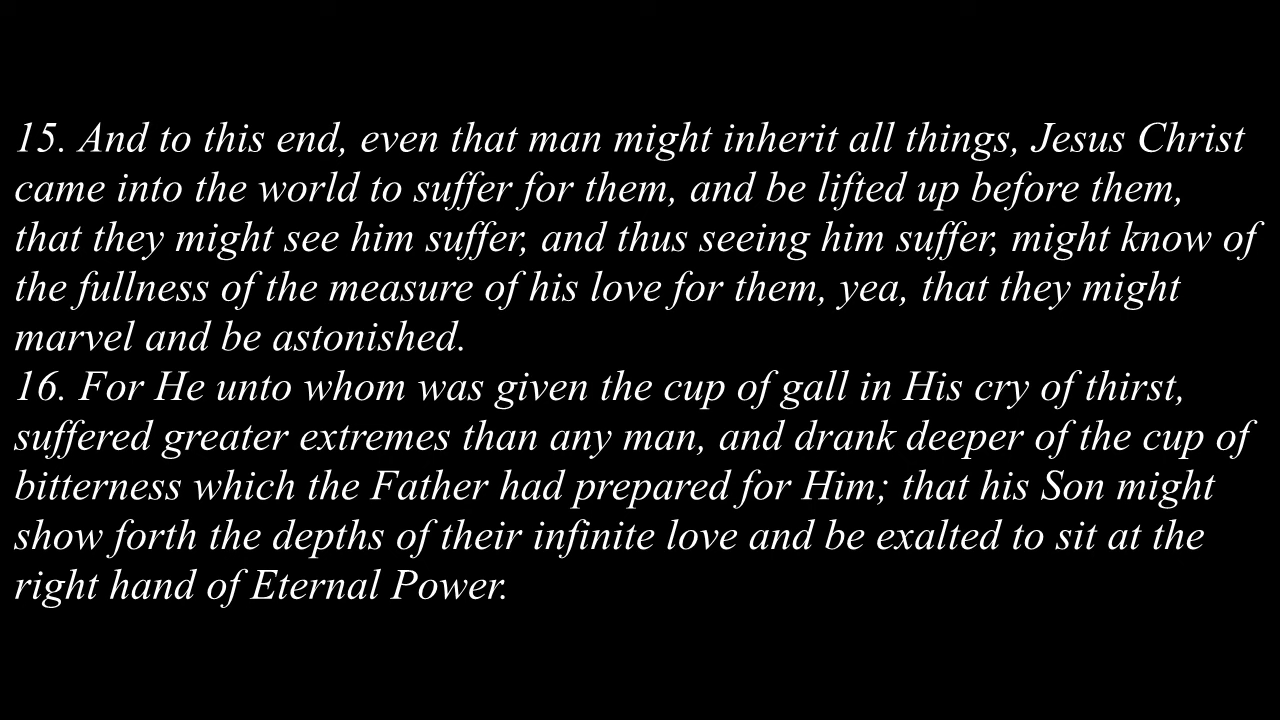 15. And to this end, even that man might inherit all things, Jesus Christ
came into the world to suffer for them, and be lifted up before them,
that they might see him suffer, and thus seeing him suffer, might know of
the fullness of the measure of his love for them, yea, that they might
marvel and be astonished.
16. For He unto whom was given the cup of gall in His cry of thirst,
suffered greater extremes than any man, and drank deeper of the cup of
bitterness which the Father had prepared for Him; that his Son might
show forth the depths of their infinite love and be exalted to sit at the
right hand of Eternal Power.